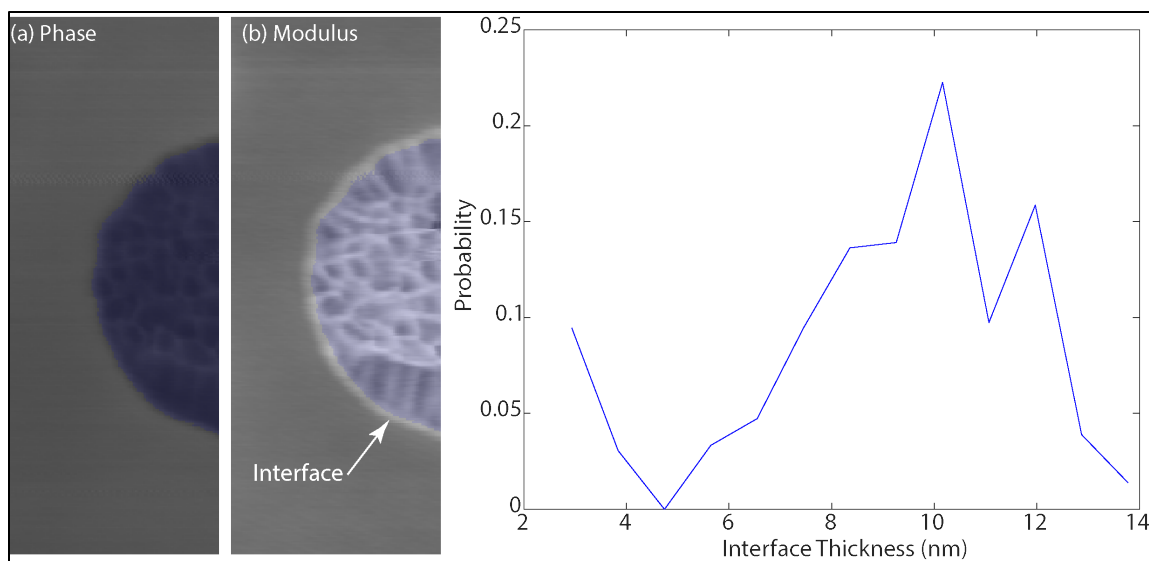 (a) Phase
(b) Modulus
Interface
0.25
0.2
0.15
0.1
0.05
0
Probability
2 4 6 8 10 12 14
Interface Thickness (nm)